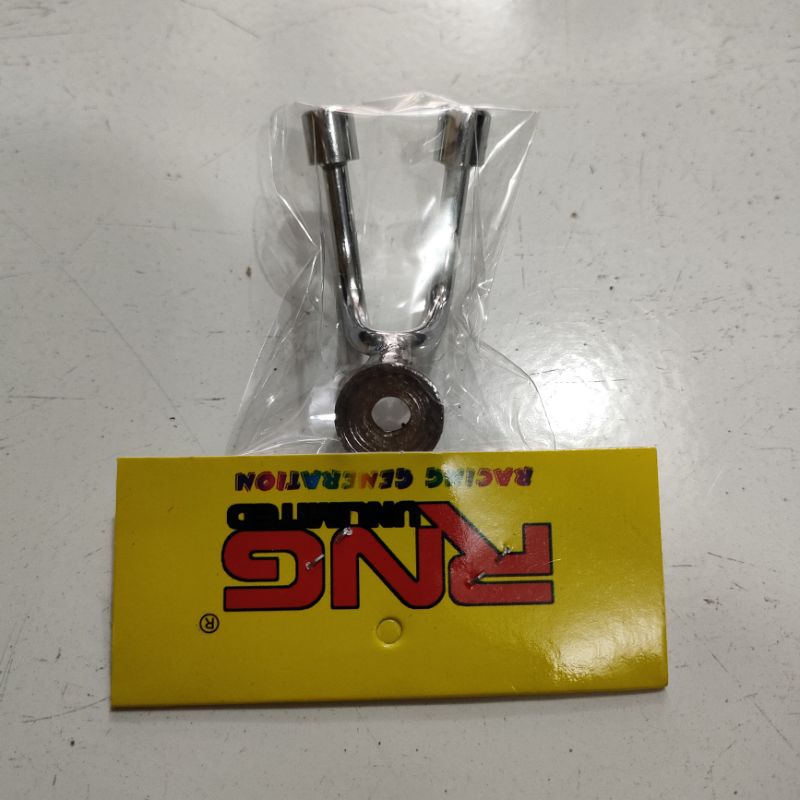 ®
RNG
UNLIMITED
RACING GENERATION